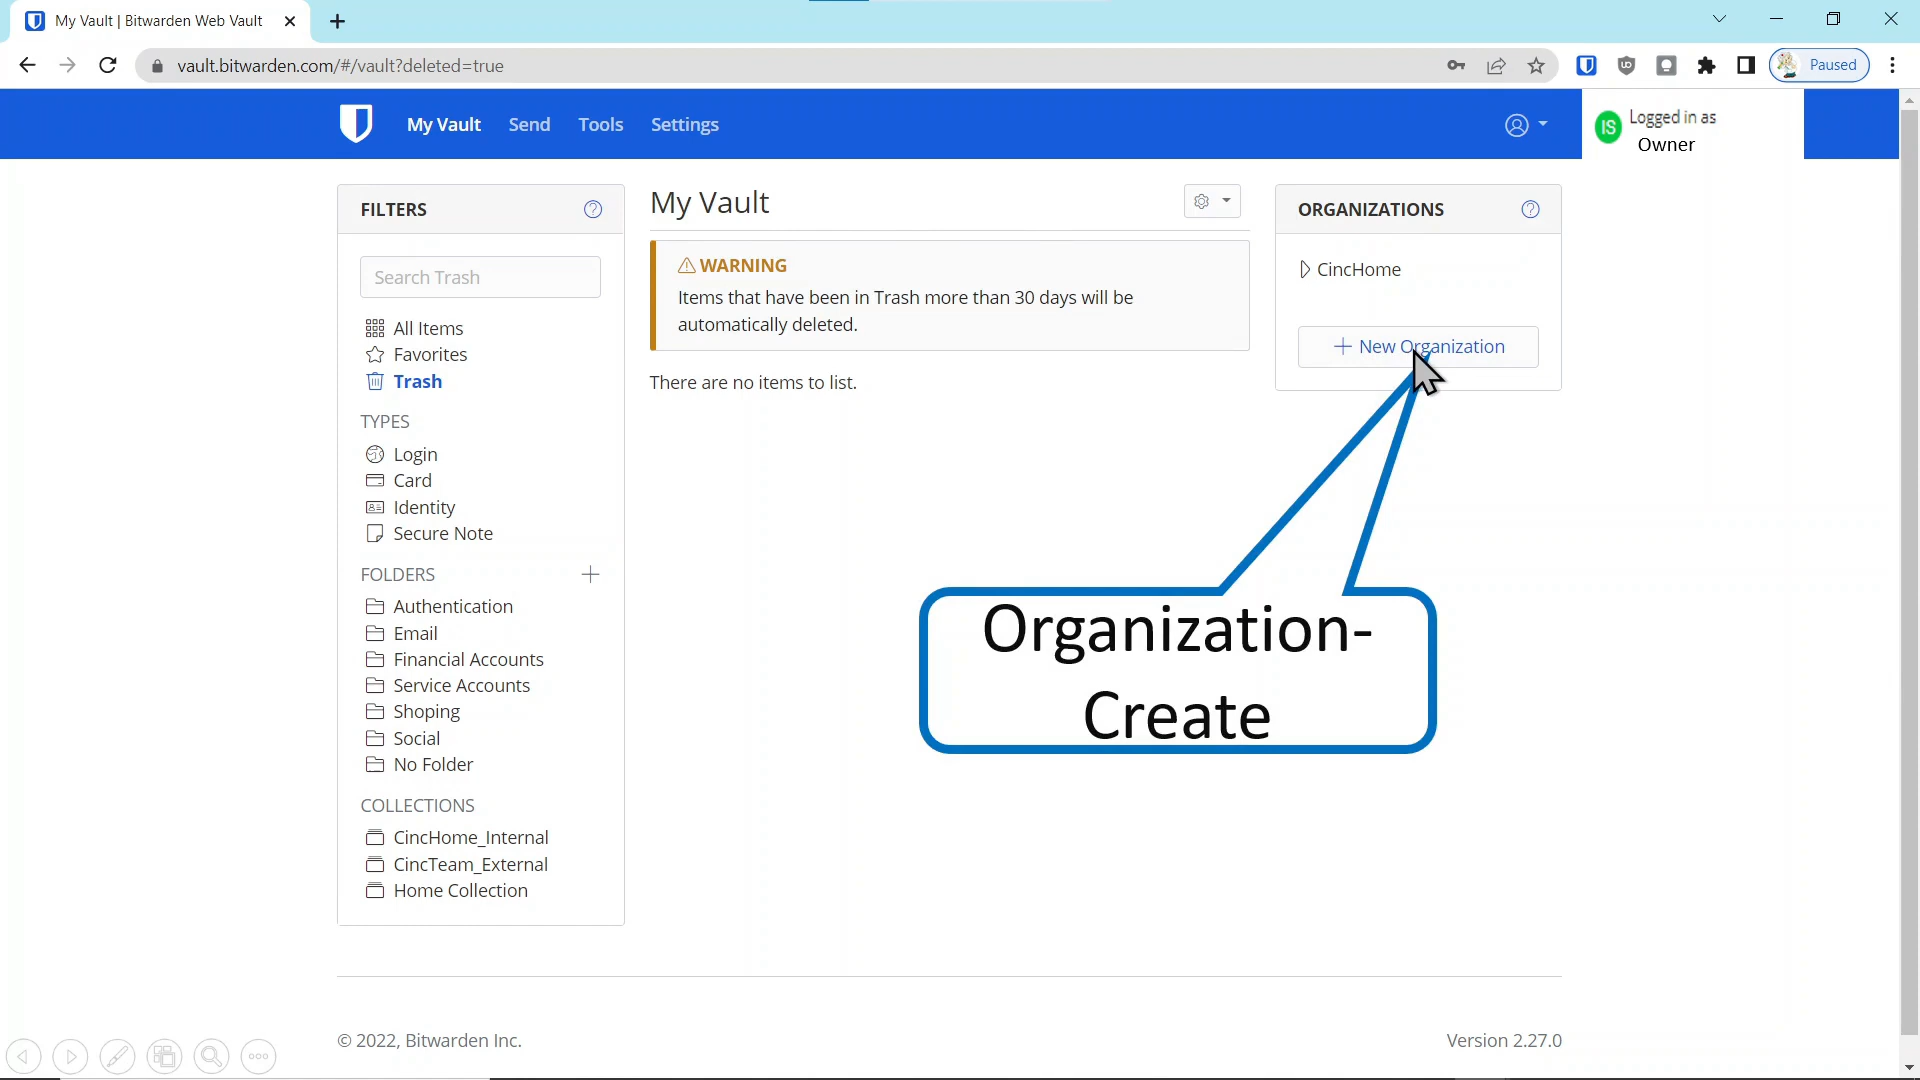 My Vault | Bitwarden Web Vault
vault.bitwarden.com/#/vault?deleted=true
Paused
My Vault
Send
Tools
Settings
IS
Logged in as
Owner
FILTERS
Search Trash
All Items
Favorites
Trash
TYPES
Login
Card
Identity
Secure Note
FOLDERS
Authentication
Email
Financial Accounts
Service Accounts
Shoping
Social
No Folder
COLLECTIONS
CincHome_Internal
CincTeam_External
Home Collection
My Vault
WARNING
Items that have been in Trash more than 30 days will be
automatically deleted.
There are no items to list.
ORGANIZATIONS
CincHome
New Organization
Organization-
Create
© 2022, Bitwarden Inc.
Version 2.27.0